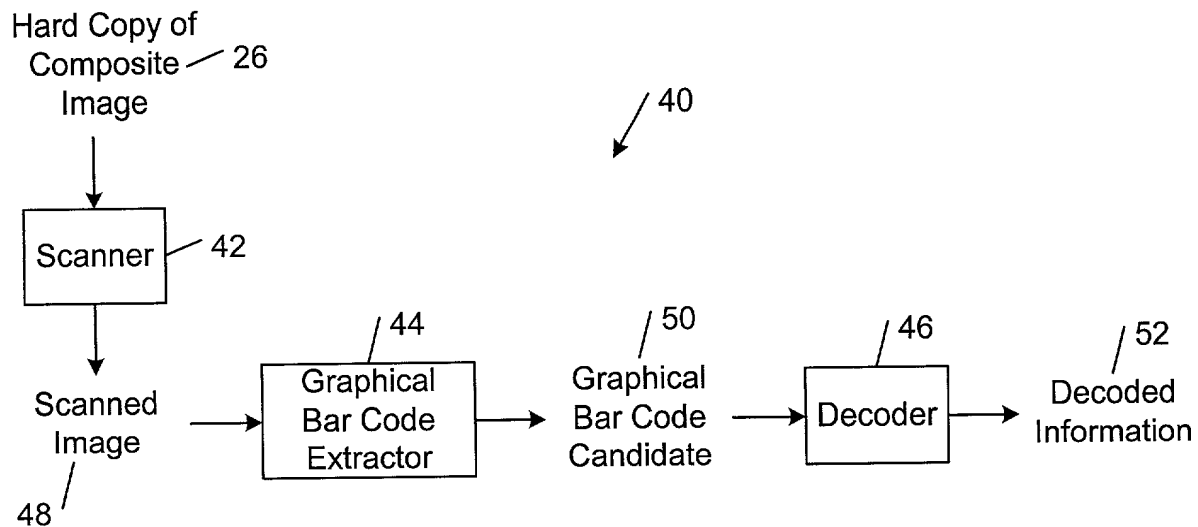 Hard Copy of
Composite 26
Image
40
Scanner 42
44
50
46
52
Scanned
Image
48
Graphical
Bar Code
Extractor
Graphical
Bar Code
Candidate
Decoder
Decoded
Information